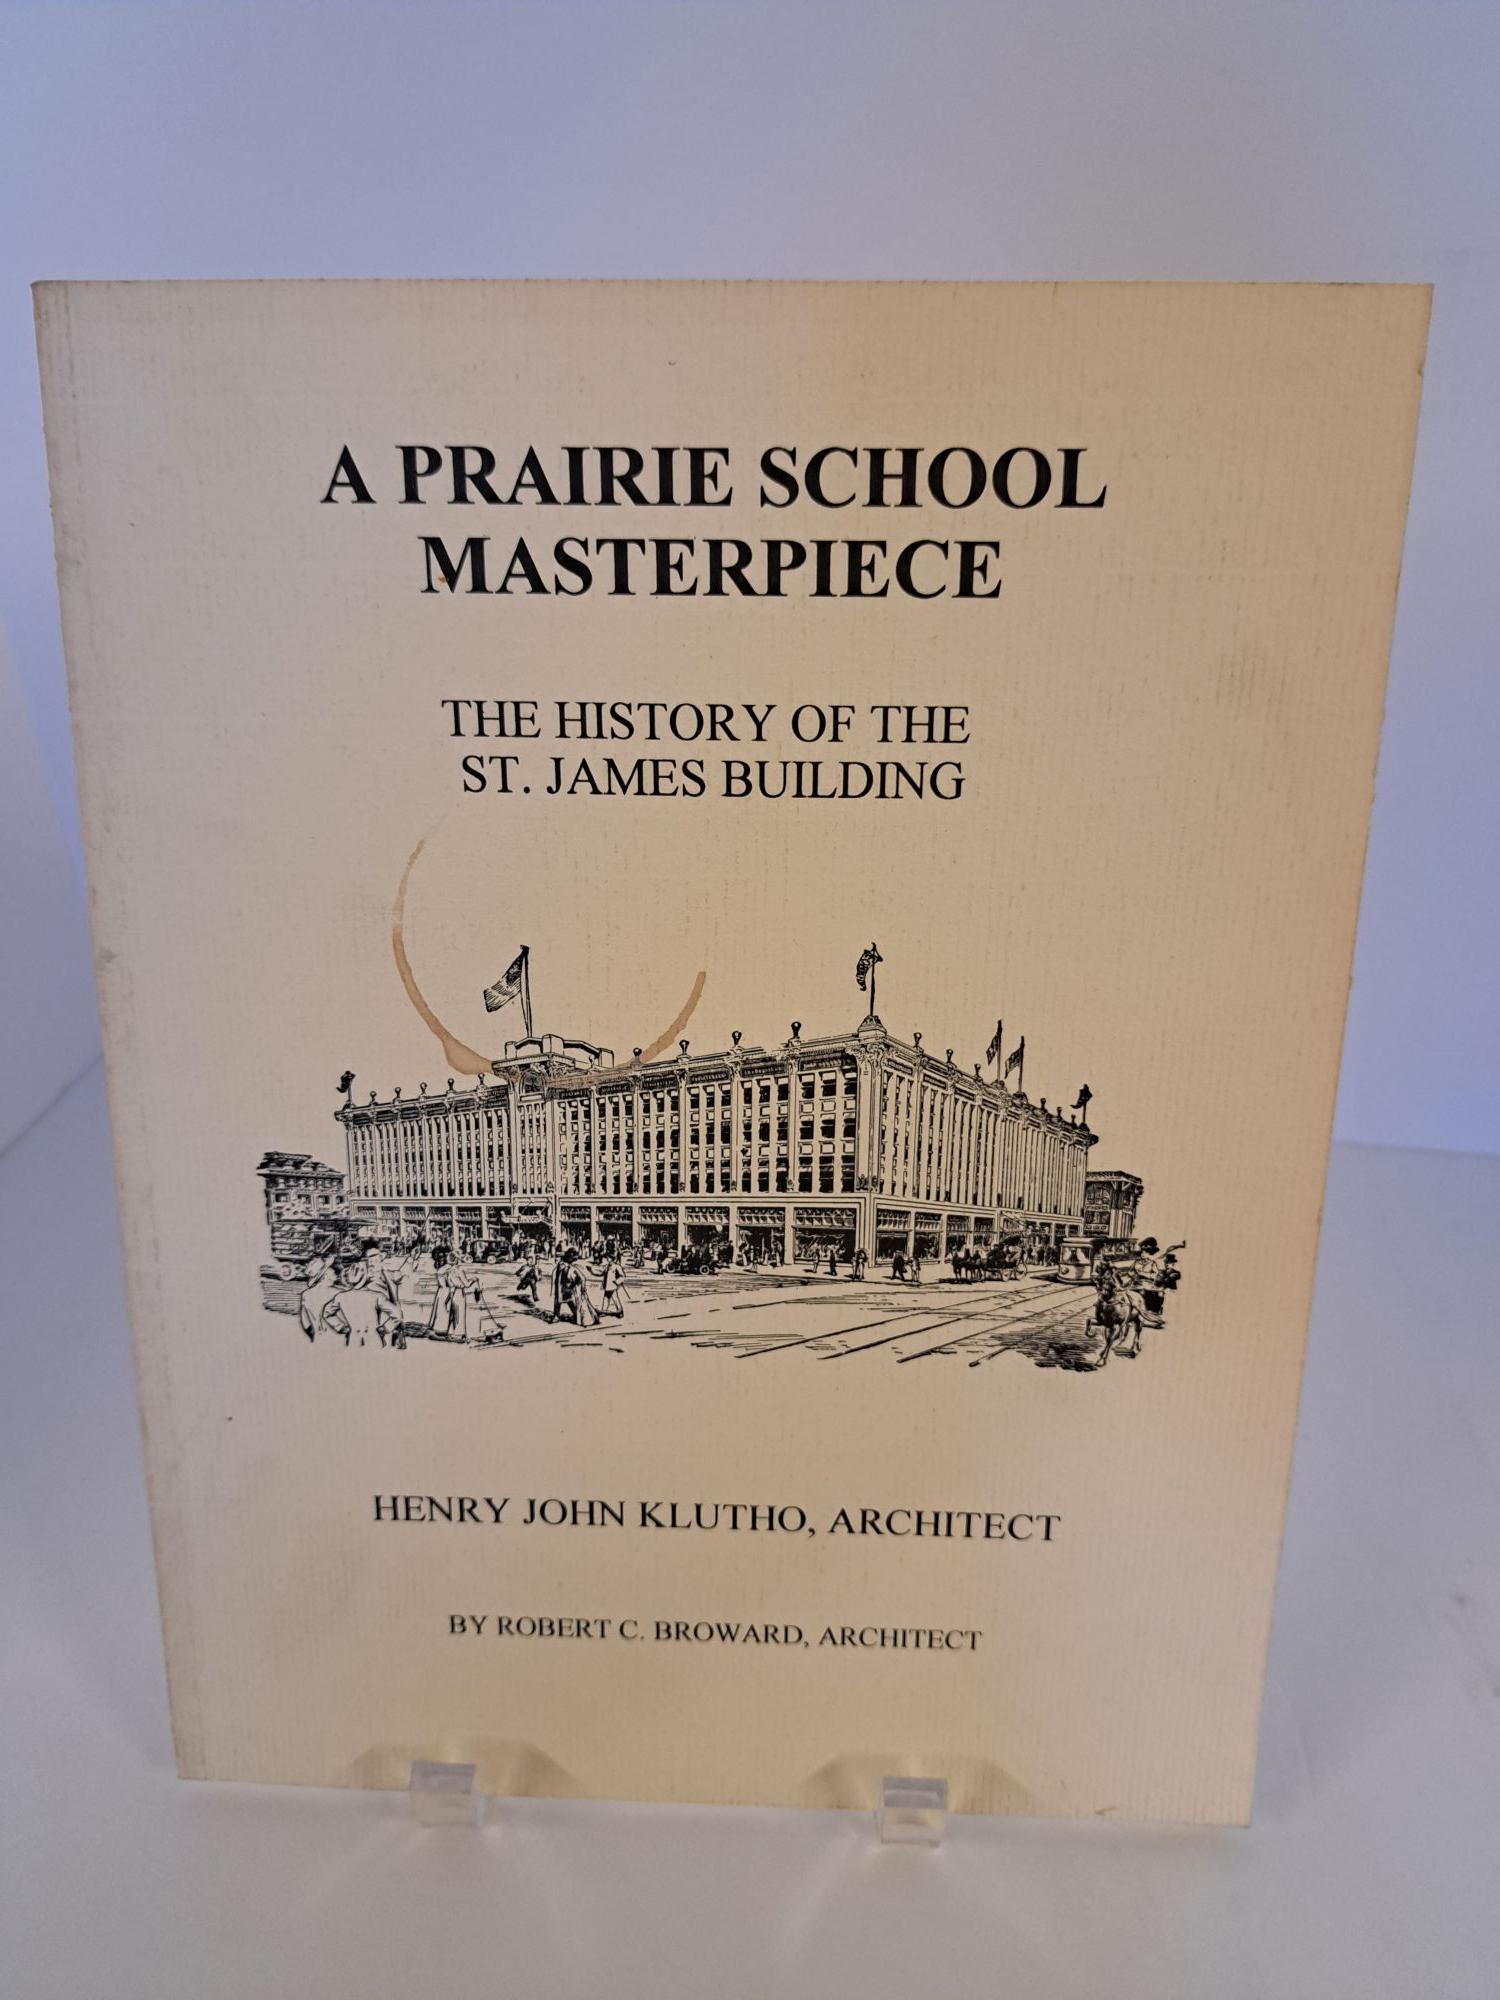 A PRAIRIE SCHOOL
MASTERPIECE
THE HISTORY OF THE
ST. JAMES BUILDING
HENRY JOHN KLUTHO, ARCHITECT
BY ROBERT C. BROWARD, ARCHITECT